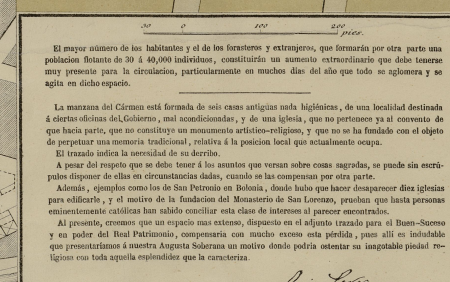 50 0 100 200
pies.
El mayor número de los habitantes y el de los forasteros y extranjeros, que formarán por otra parte una
poblacion flotante de 30 á 40,000 individuos, constituirán un aumento extraordinario que debe tenerse
muy presente para la circulacion, particularmente en muchos dias del año que todo se aglomera y se
agita en dicho espacio.
La manzana del Cármen está formada de seis casas antiguas nada higiénicas, de una localidad destinada
á ciertas oficinas del Gobierno, mal acondicionadas, y de una iglesia, que no pertenece ya al convento de
que hacia parte, que no constituye un monumento artístico-religioso, y que no se ha fundado con el objeto
de perpetuar una memoria tradicional, relativa á la posicion local que actualmente ocupa.
El trazado indica la necesidad de su derribo.
A pesar del respeto que se debe tener á los asuntos que versan sobre cosas sagradas, se puede sin escrú-
pulos disponer de ellas en circunstancias dadas, cuando se las compensan por otra parte.
Además, ejemplos como los de San Petronio en Bolonia, donde hubo que hacer desaparecer diez iglesias
para edificarle, y el motivo de la fundacion del Monasterio de San Lorenzo, prueban que hasta personas
eminentemente católicas han sabido conciliar esta clase de intereses al parecer encontrados.
Al presente, creemos que un espacio mas extenso, dispuesto en el adjunto trazado para el Buen-Suceso
y en poder del Real Patrimonio, compensaria con mucho exceso esta pérdida, pues allí es indudable
que presentaríamos á nuestra Augusta Soberana un motivo donde podria ostentar su inagotable piedad re-
ligiosa con toda aquella esplendidez que la caracteriza.